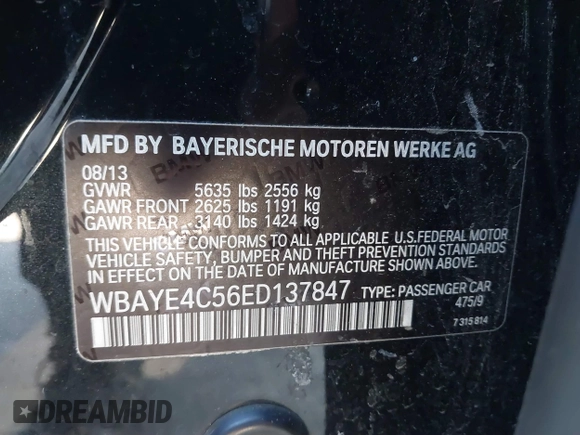 MFD BY BAYERISCHE MOTOREN WERKE AG
08/13
GVWR 5635 lbs 2556 kg
GAWR FRONT 2625 lbs 1191 kg
GAWR REAR 3140 lbs 1424 kg
THIS VEHICLE CONFORMS TO ALL APPLICABLE U.S.FEDERAL MOTOR
VEHICLE SAFETY, BUMPER AND THEFT PREVENTION STANDARDS
IN EFFECT ON THE DATE OF MANUFACTURE SHOWN ABOVE.
WBAYE4C56ED137847 TYPE: PASSENGER CAR
475/9
7 315 814
DREAMBID